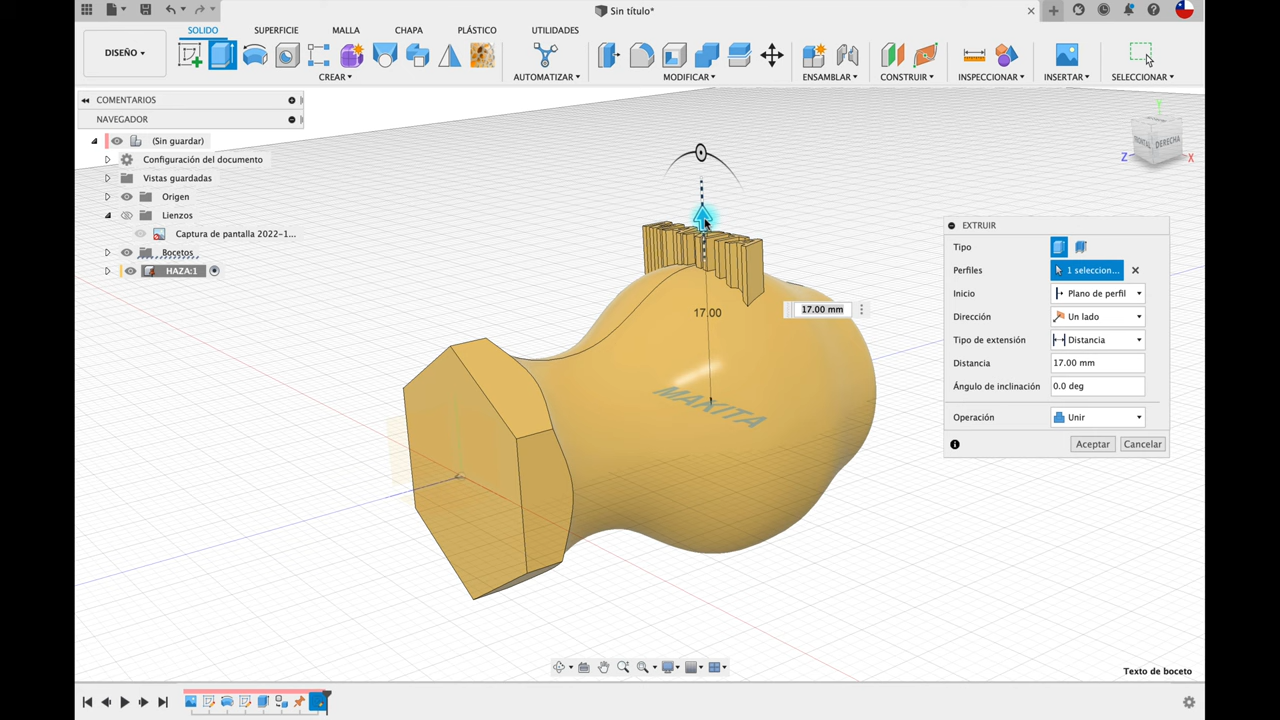 Sin título*
SOLIDO SUPERFICIE MALLA CHAPA PLÁSTICO UTILIDADES
DISEÑO
CREAR AUTOMATIZAR MODIFICAR ENSAMBLAR CONSTRUIR INSPECCIONAR INSERTAR SELECCIONAR
COMENTARIOS
NAVEGADOR
(Sin guardar)
Configuración del documento
Vistas guardadas
Origen
Lienzos
Captura de pantalla 2022-1...
Bocetos
HAZA:1
Y
FRONTAL DERECHA
Z X
EXTRUIR
Tipo
Perfiles 1 seleccion...
Inicio Plano de perfil
Dirección Un lado
Tipo de extensión Distancia
Distancia 17.00 mm
Ángulo de inclinación 0.0 deg
Operación Unir
Aceptar Cancelar
17.00 mm
17.00
MAKITA
Texto de boceto